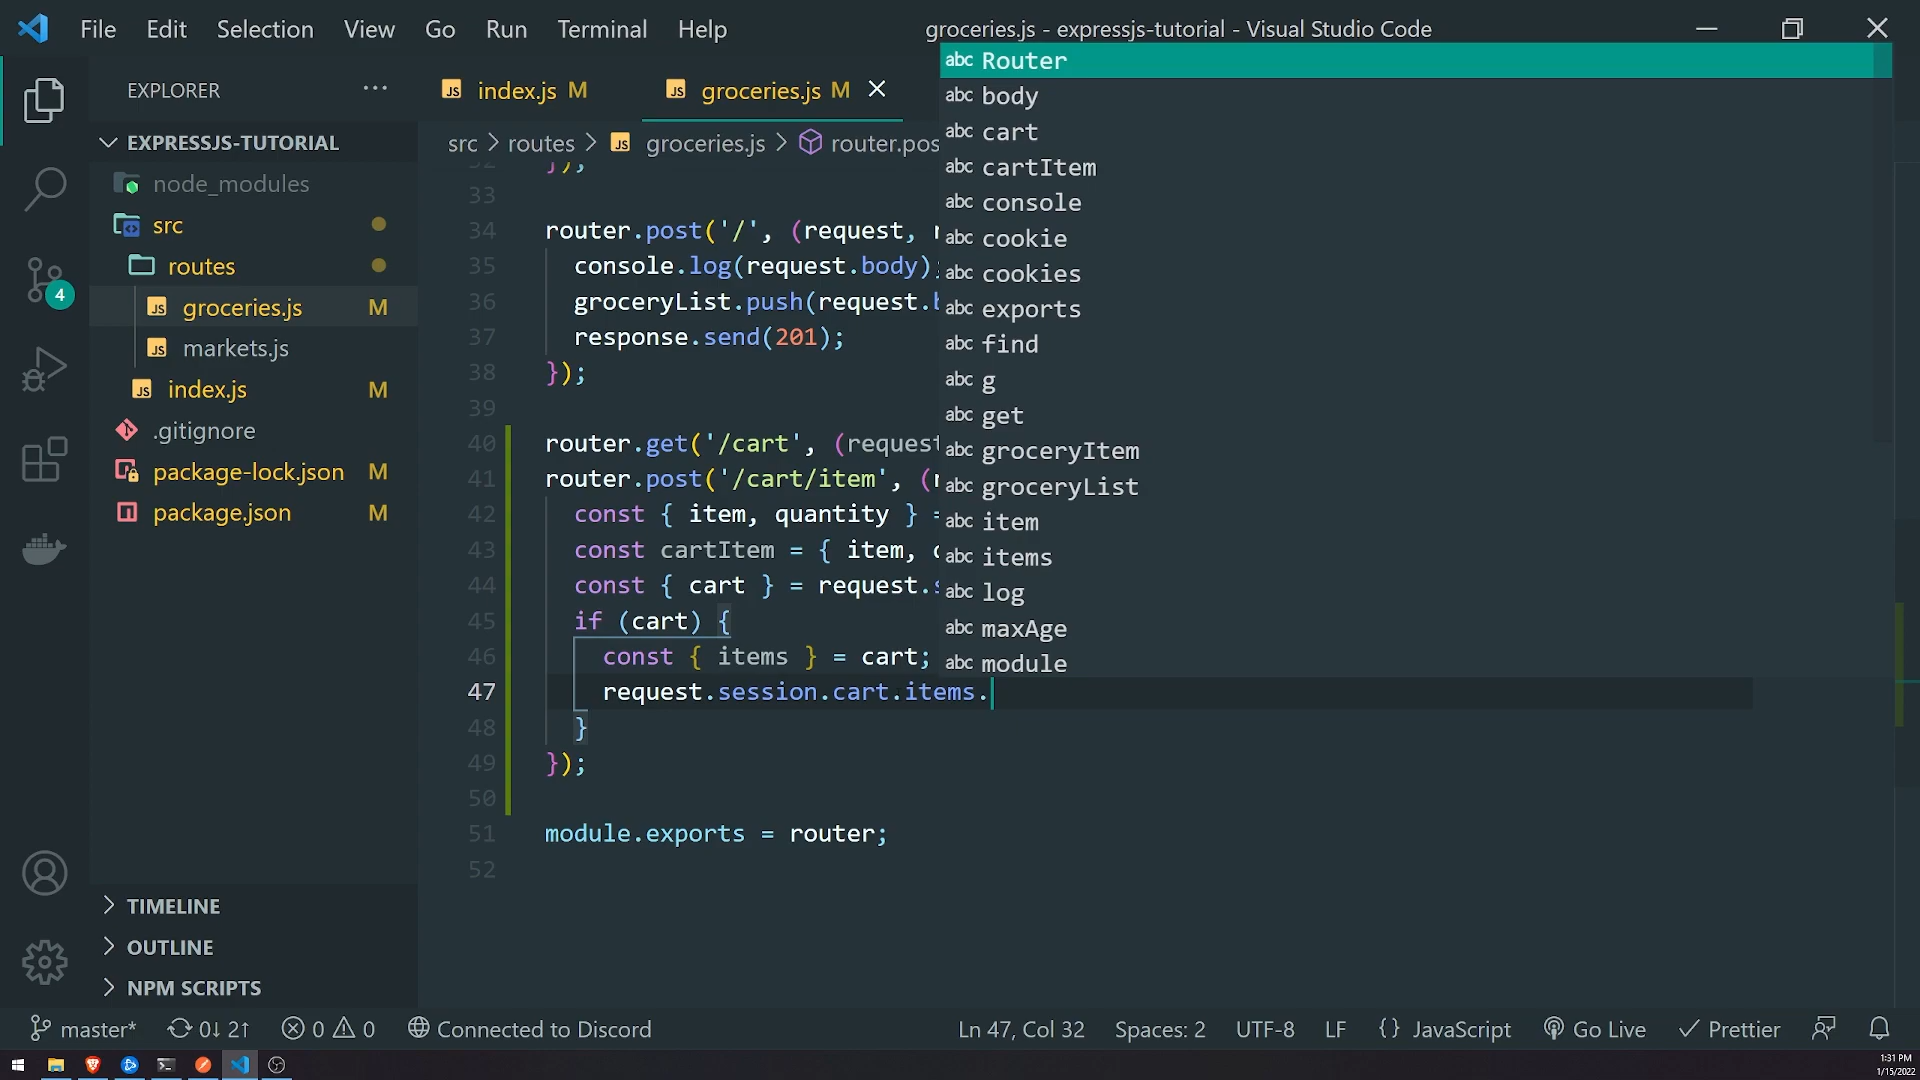 File Edit Selection View Go Run Terminal Help
groceries.js - expressjs-tutorial - Visual Studio Code
EXPLORER
EXPRESSJS-TUTORIAL
node_modules
src
routes
groceries.js M
markets.js
index.js M
.gitignore
package-lock.json M
package.json M
4
TIMELINE
OUTLINE
NPM SCRIPTS
index.js M
groceries.js M
src > routes > groceries.js > router.pos
32 });
33
34 router.post('/', (request, r
35 console.log(request.body);
36 groceryList.push(request.b
37 response.send(201);
38 });
39
40 router.get('/cart', (request
41 router.post('/cart/item', (r
42 const { item, quantity } =
43 const cartItem = { item, q
44 const { cart } = request.s
45 if (cart) {
46 const { items } = cart;
47 request.session.cart.items.
48 }
49 });
50
51 module.exports = router;
52
abc Router
abc body
abc cart
abc cartItem
abc console
abc cookie
abc cookies
abc exports
abc find
abc g
abc get
abc groceryItem
abc groceryList
abc item
abc items
abc log
abc maxAge
abc module
master* 0↓ 2↑ 0 0 Connected to Discord
Ln 47, Col 32 Spaces: 2 UTF-8 LF {} JavaScript Go Live Prettier
1:31 PM
1/15/2022